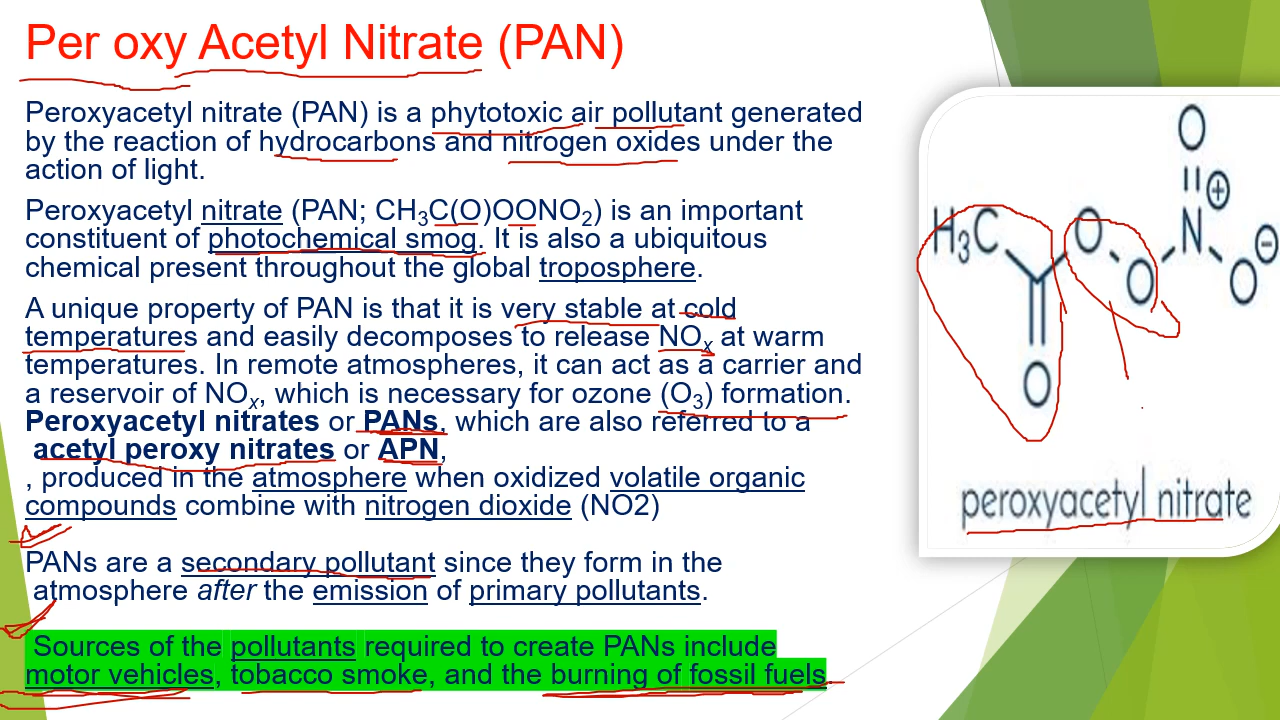 Per oxy Acetyl Nitrate (PAN)
Peroxyacetyl nitrate (PAN) is a phytotoxic air pollutant generated
by the reaction of hydrocarbons and nitrogen oxides under the
action of light.
Peroxyacetyl nitrate (PAN; CH₃C(O)OONO₂) is an important
constituent of photochemical smog. It is also a ubiquitous
chemical present throughout the global troposphere.
A unique property of PAN is that it is very stable at cold
temperatures and easily decomposes to release NOₓ at warm
temperatures. In remote atmospheres, it can act as a carrier and
a reservoir of NOₓ, which is necessary for ozone (O₃) formation.
Peroxyacetyl nitrates or PANs, which are also referred to a
acetyl peroxy nitrates or APN,
, produced in the atmosphere when oxidized volatile organic
compounds combine with nitrogen dioxide (NO2)
PANs are a secondary pollutant since they form in the
atmosphere after the emission of primary pollutants.
Sources of the pollutants required to create PANs include
motor vehicles, tobacco smoke, and the burning of fossil fuels.
O
H₃C O N ⊕
O O ⊖
O
peroxyacetyl nitrate